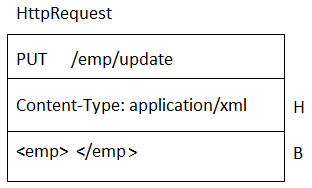 HttpRequest
PUT /emp/update
Content-Type: application/xml H
<emp> </emp> B